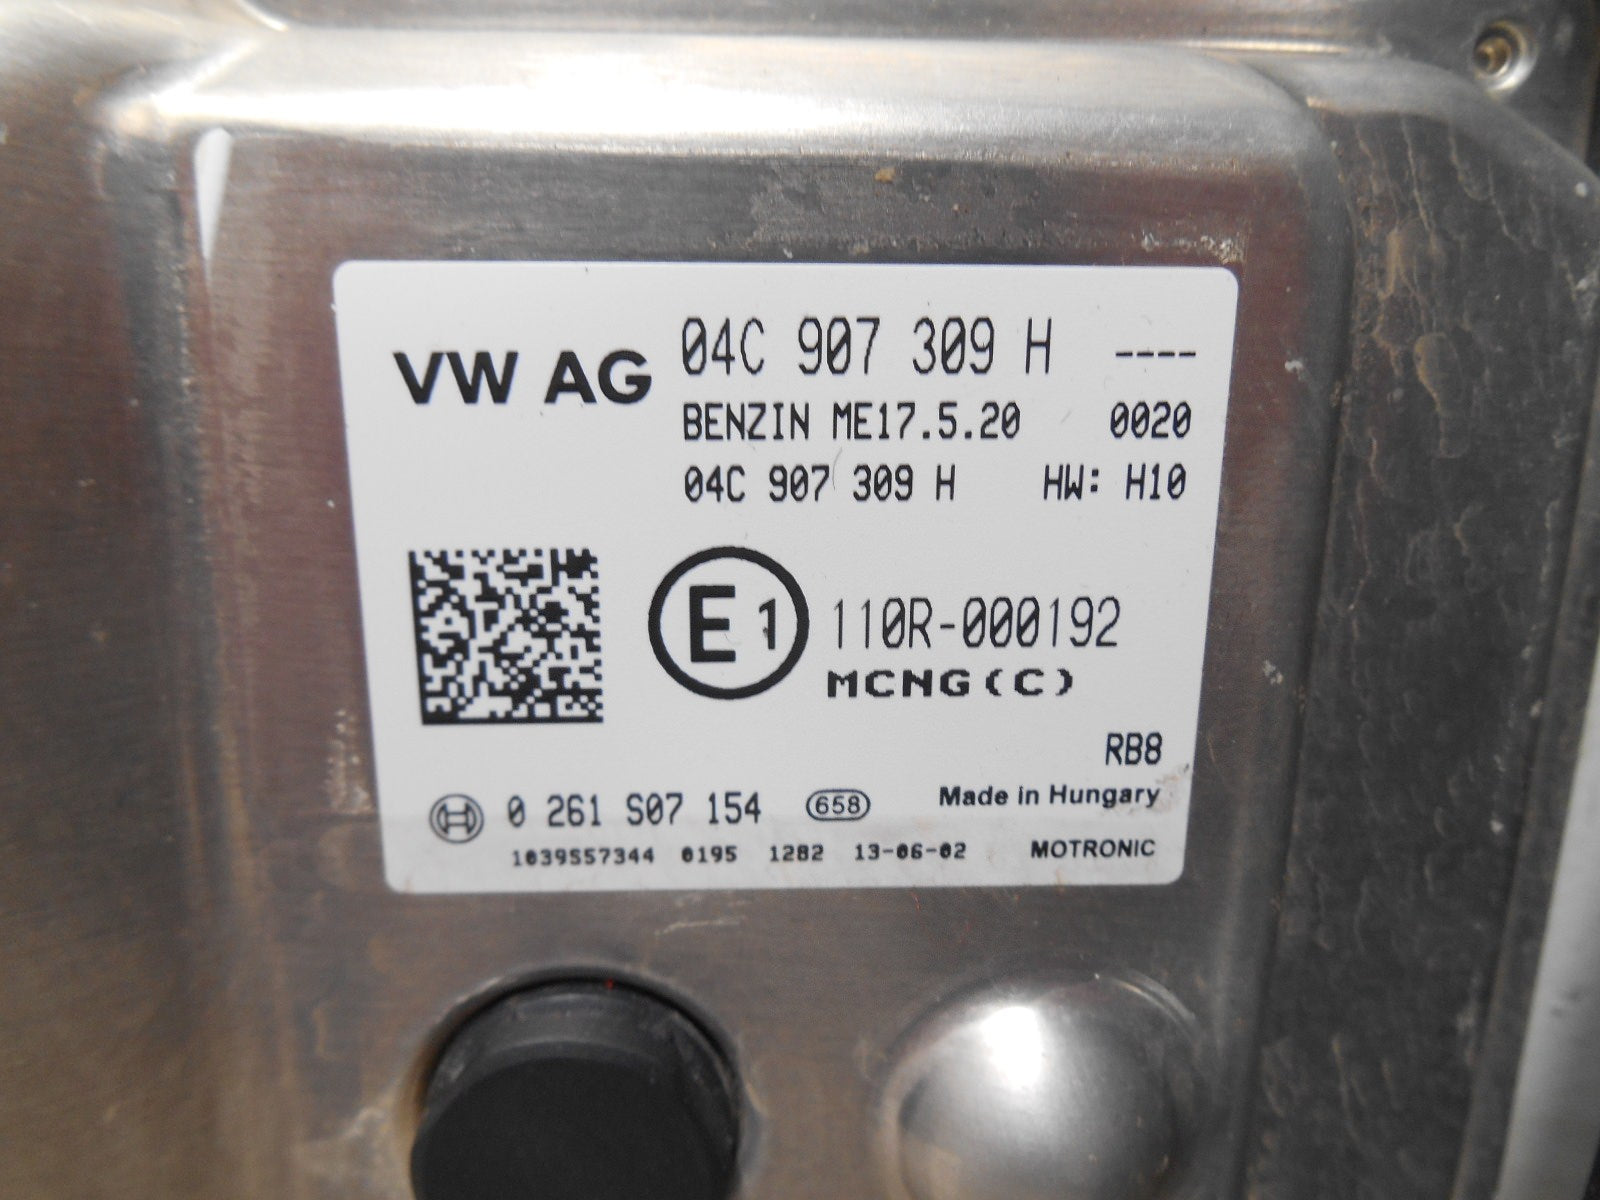 VW AG
04C 907 309 H ----
BENZIN ME17.5.20 0020
04C 907 309 H HW: H10
E1 110R-000192
MCNG(C)
RB8
0 261 S07 154 658 Made in Hungary
1039S57344 0195 1282 13-06-02 MOTRONIC